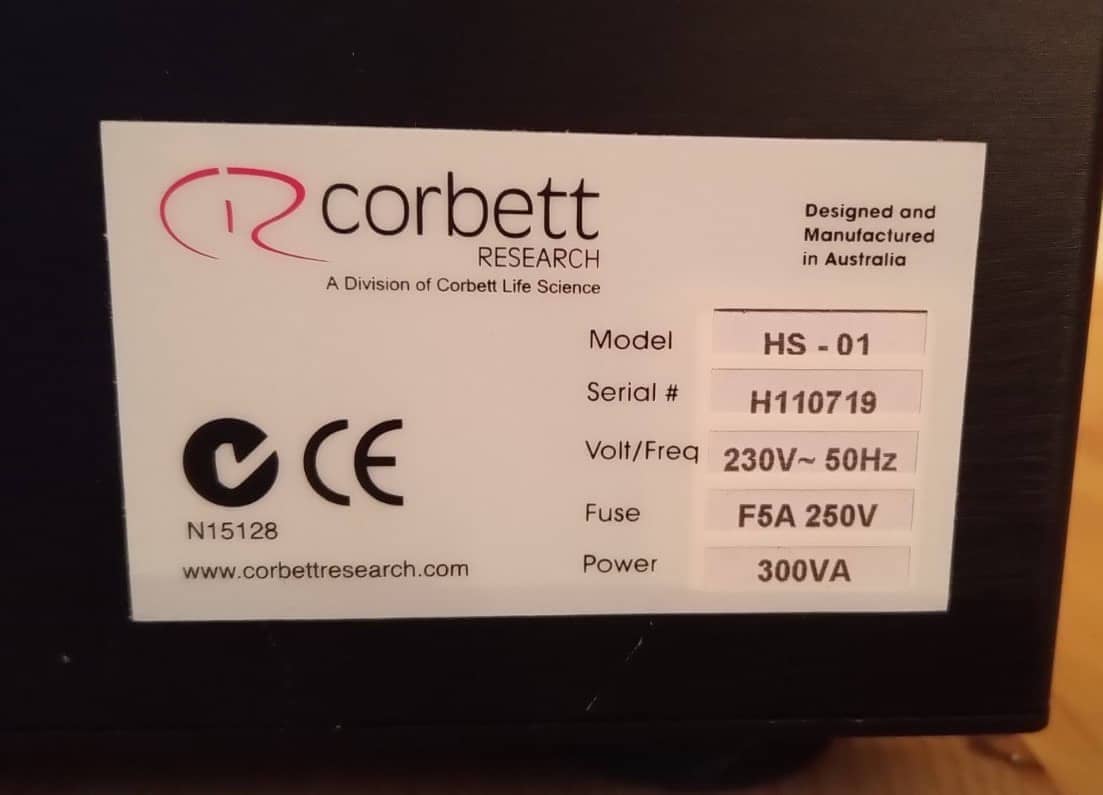 corbett
RESEARCH
A Division of Corbett Life Science
Designed and
Manufactured
in Australia
Model HS - 01
Serial # H110719
Volt/Freq 230V~ 50Hz
Fuse F5A 250V
Power 300VA
CE
N15128
www.corbettresearch.com